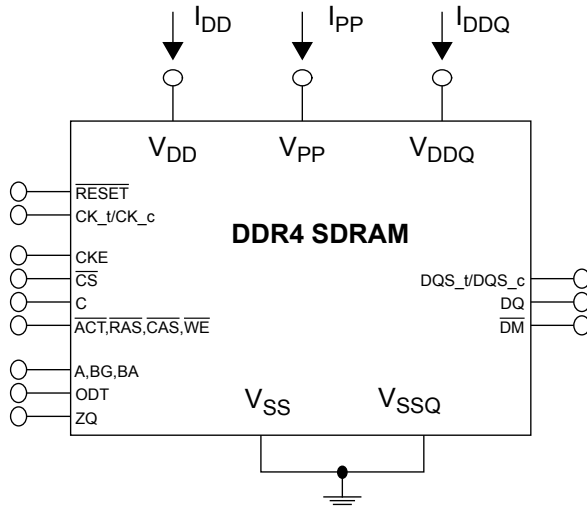 IDD IPP IDDQ
VDD VPP VDDQ
RESET
CK_t/CK_c
DDR4 SDRAM
CKE
CS
DQS_t/DQS_c
C
DQ
ACT,RAS,CAS,WE
DM
A,BG,BA
ODT
VSS VSSQ
ZQ